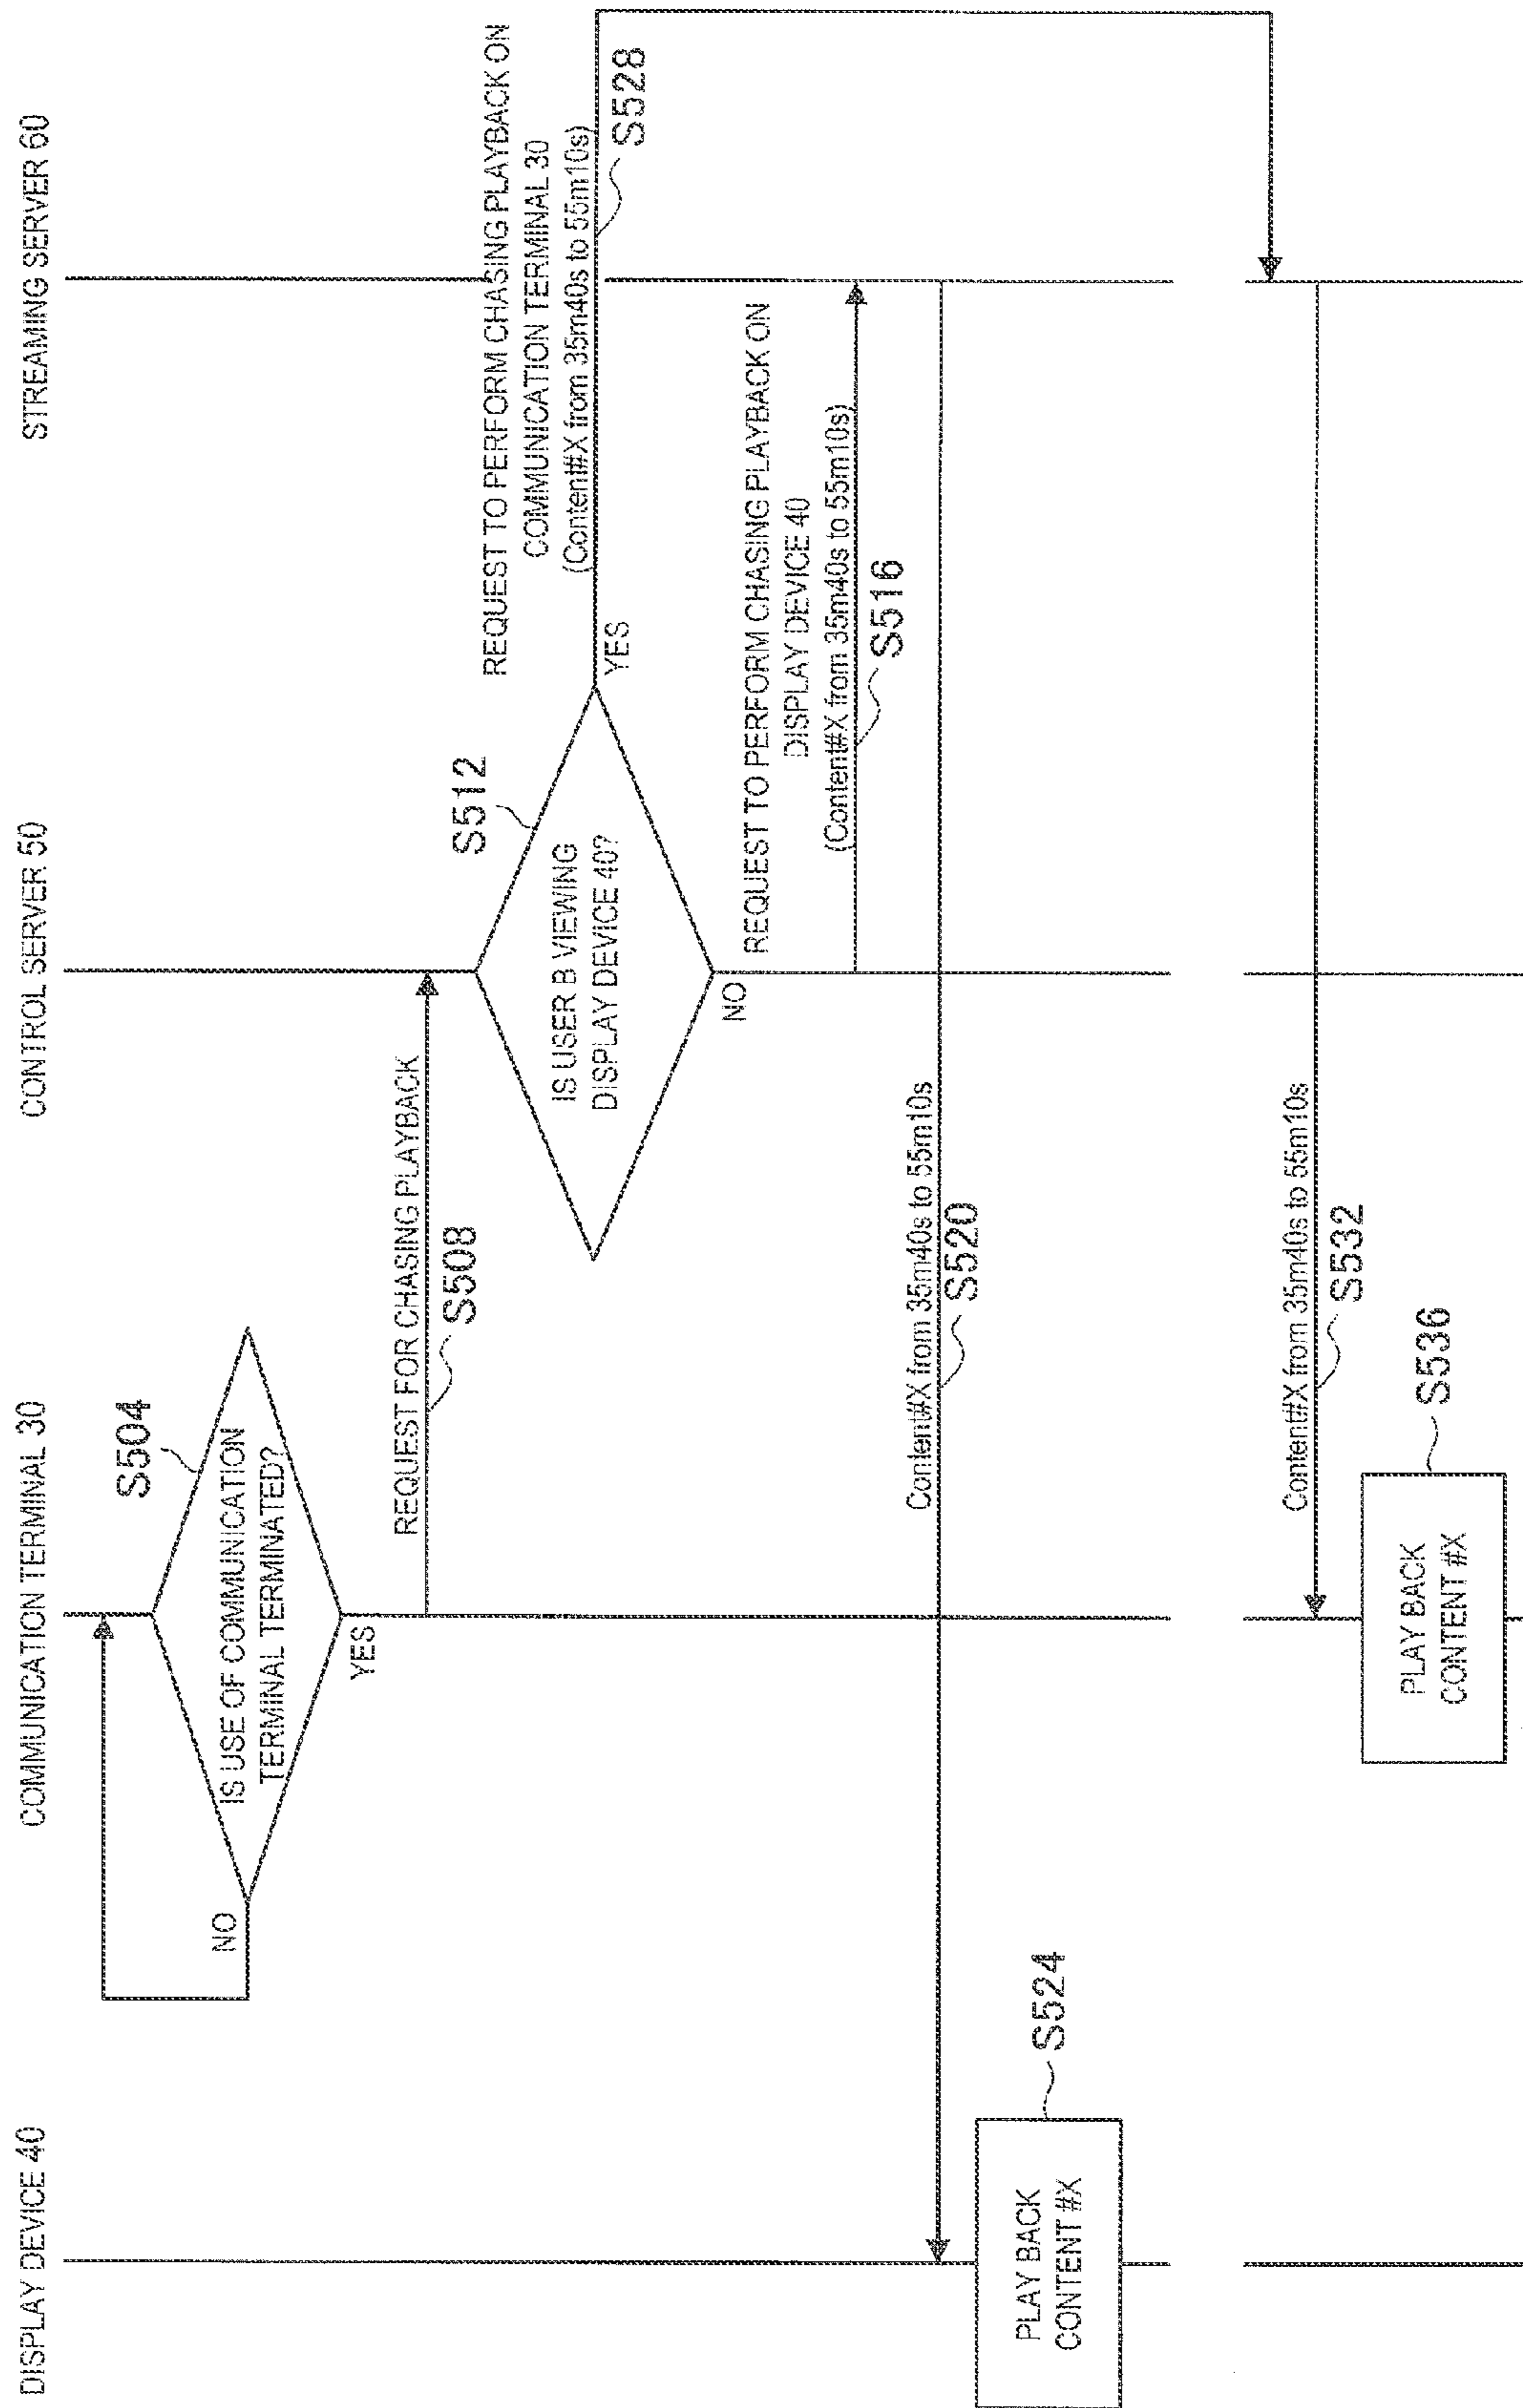 DISPLAY DEVICE 40
COMMUNICATION TERMINAL 30
CONTROL SERVER 50
STREAMING SERVER 60
S504
IS USE OF COMMUNICATION
TERMINAL TERMINATED?
NO
YES
REQUEST FOR CHASING PLAYBACK
S508
S512
IS USER B VIEWING
DISPLAY DEVICE 40?
YES
NO
REQUEST TO PERFORM CHASING PLAYBACK ON
COMMUNICATION TERMINAL 30
(Content#X from 35m40s to 55m10s)
S528
REQUEST TO PERFORM CHASING PLAYBACK ON
DISPLAY DEVICE 40
(Content#X from 35m40s to 55m10s)
S516
Content#X from 35m40s to 55m10s
S520
PLAY BACK
CONTENT #X
S524
Content#X from 35m40s to 55m10s
S532
PLAY BACK
CONTENT #X
S536